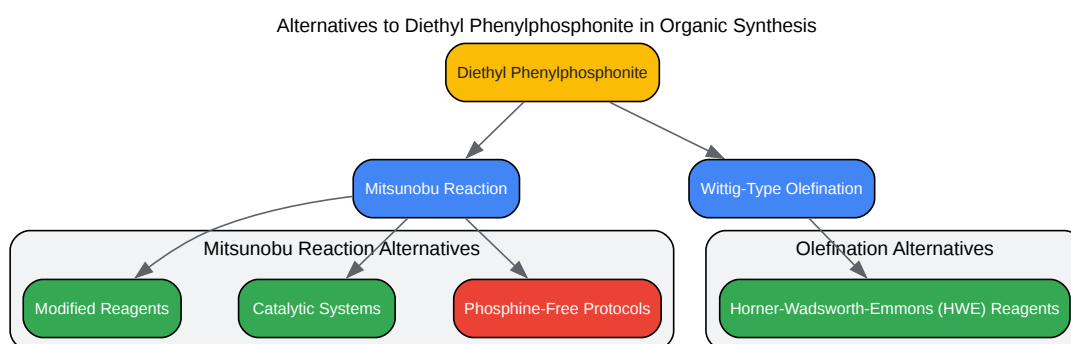 Alternatives to Diethyl Phenylphosphonite in Organic Synthesis
Diethyl Phenylphosphonite
Mitsunobu Reaction
Wittig-Type Olefination
Mitsunobu Reaction Alternatives
Olefination Alternatives
Modified Reagents
Catalytic Systems
Phosphine-Free Protocols
Horner-Wadsworth-Emmons (HWE) Reagents